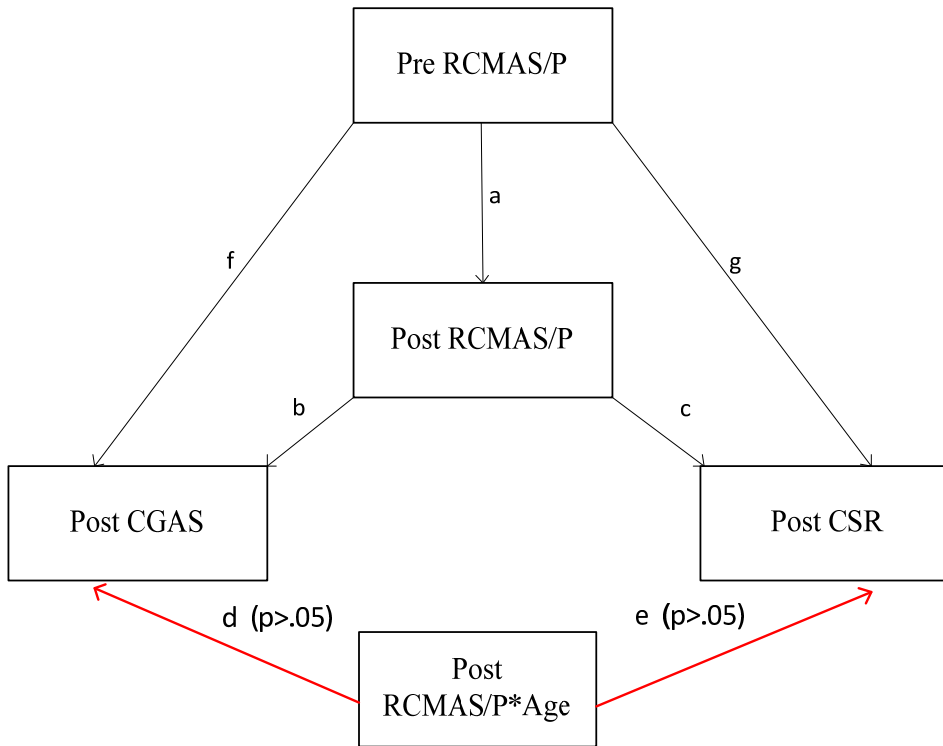 Pre RCMAS/P
a
f
g
Post RCMAS/P
b
c
Post CGAS
Post CSR
d (p>.05)
e (p>.05)
Post
RCMAS/P*Age